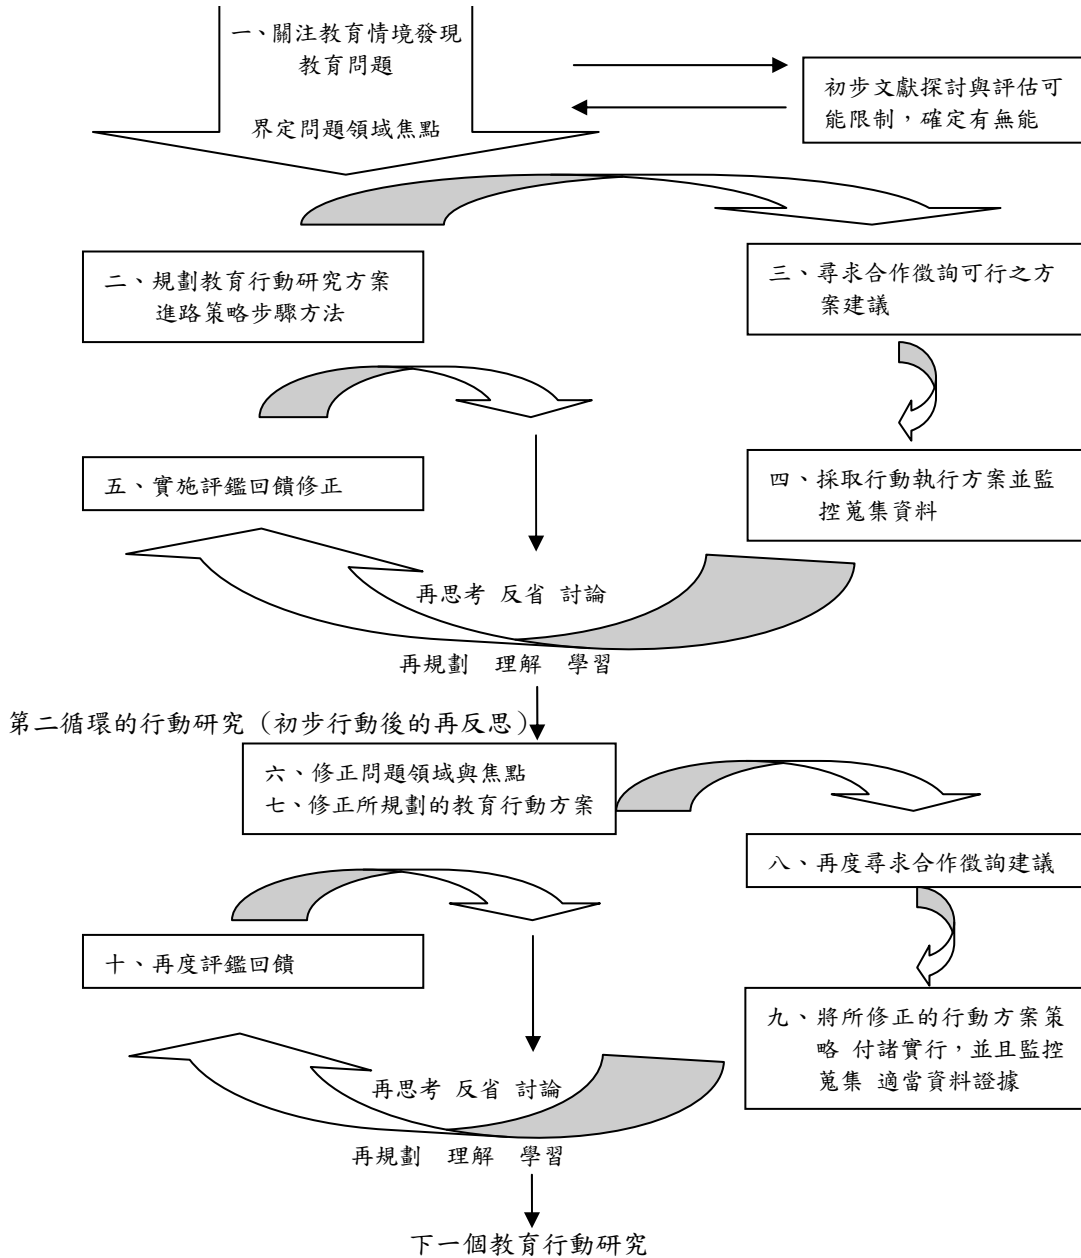 一、關注教育情境發現
教育問題
界定問題領域焦點
初步文獻探討與評估可
能限制，確定有無能
二、規劃教育行動研究方案
進路策略步驟方法
三、尋求合作徵詢可行之方
案建議
五、實施評鑑回饋修正
四、採取行動執行方案並監
控蒐集資料
再思考 反省 討論
再規劃 理解 學習
第二循環的行動研究（初步行動後的再反思）
六、修正問題領域與焦點
七、修正所規劃的教育行動方案
八、再度尋求合作徵詢建議
十、再度評鑑回饋
九、將所修正的行動方案策
略 付諸實行，並且監控
蒐集 適當資料證據
再思考 反省 討論
再規劃 理解 學習
下一個教育行動研究